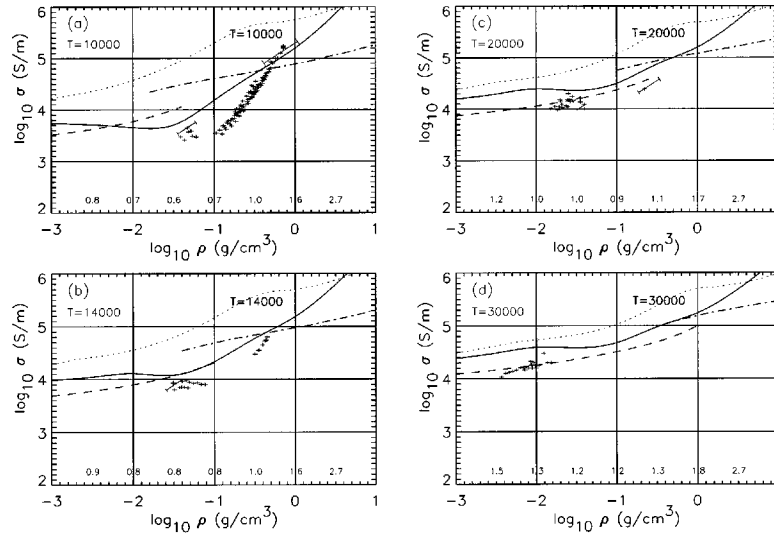 (a)
T=10000
T=10000
6
5
4
3
2
log10 σ (S/m)
0.8 0.7 0.6 0.7 1.0 1.6 2.7
-3 -2 -1 0 1
log10 ρ (g/cm3)
(c)
T=20000
T=20000
6
5
4
3
2
log10 σ (S/m)
1.2 1.0 1.0 0.9 1.1 1.7 2.7
-3 -2 -1 0
log10 ρ (g/cm3)
(b)
T=14000
T=14000
6
5
4
3
2
log10 σ (S/m)
0.9 0.8 0.8 0.8 1.0 1.6 2.7
-3 -2 -1 0 1
log10 ρ (g/cm3)
(d)
T=30000
T=30000
6
5
4
3
2
log10 σ (S/m)
1.5 1.3 1.2 1.2 1.3 1.8 2.7
-3 -2 -1 0
log10 ρ (g/cm3)